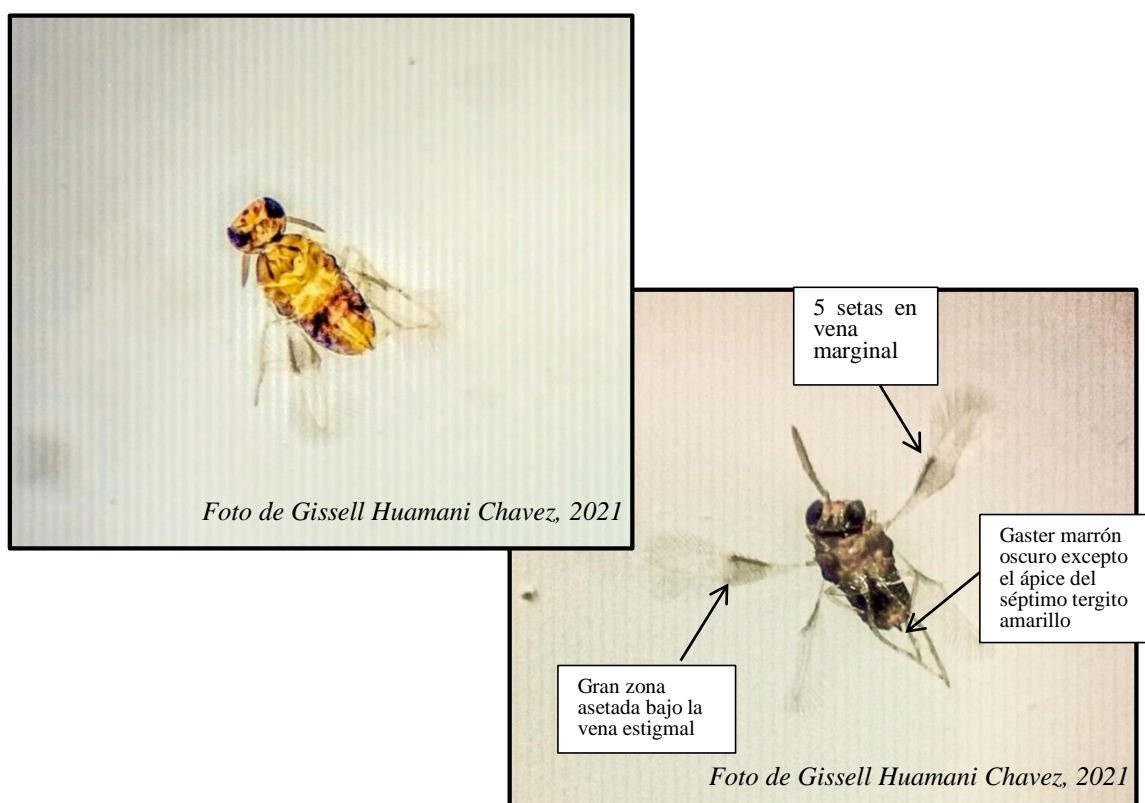 Foto de Gissell Huamani Chavez, 2021
5 setas en
vena
marginal
Gaster marrón
oscuro excepto
el ápice del
séptimo tergito
amarillo
Gran zona
asetada bajo la
vena estigmal
Foto de Gissell Huamani Chavez, 2021